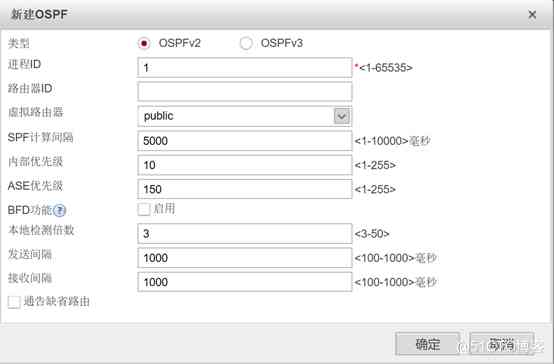 新建OSPF
类型 OSPFv2 OSPFv3
进程ID 1 *<1-65535>
路由器ID
虚拟路由器 public
SPF计算间隔 5000 <1-10000>毫秒
内部优先级 10 <1-255>
ASE优先级 150 <1-255>
BFD功能 ? 启用
本地检测倍数 3 <3-50>
发送间隔 1000 <100-1000>毫秒
接收间隔 1000 <100-1000>毫秒
通告缺省路由
确定 取消
@51CTO博客